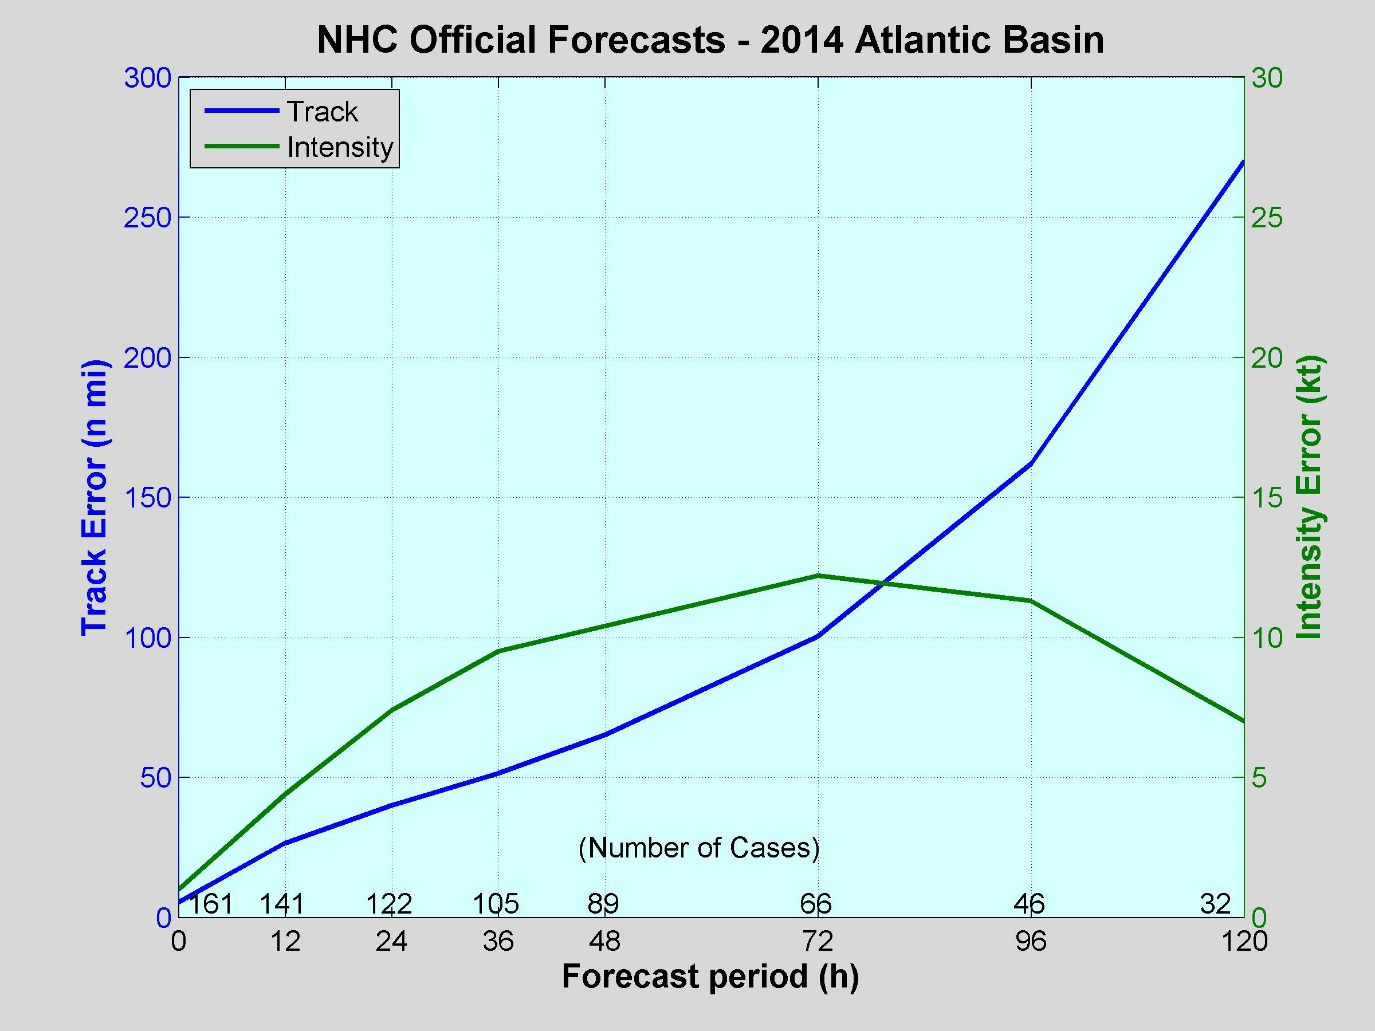 NHC Official Forecasts - 2014 Atlantic Basin
300
250
200
150
100
50
0
Track Error (n mi)
Track
Intensity
30
25
20
15
10
5
0
Intensity Error (kt)
(Number of Cases)
161 141 122 105 89 66 46 32
0 12 24 36 48 72 96 120
Forecast period (h)